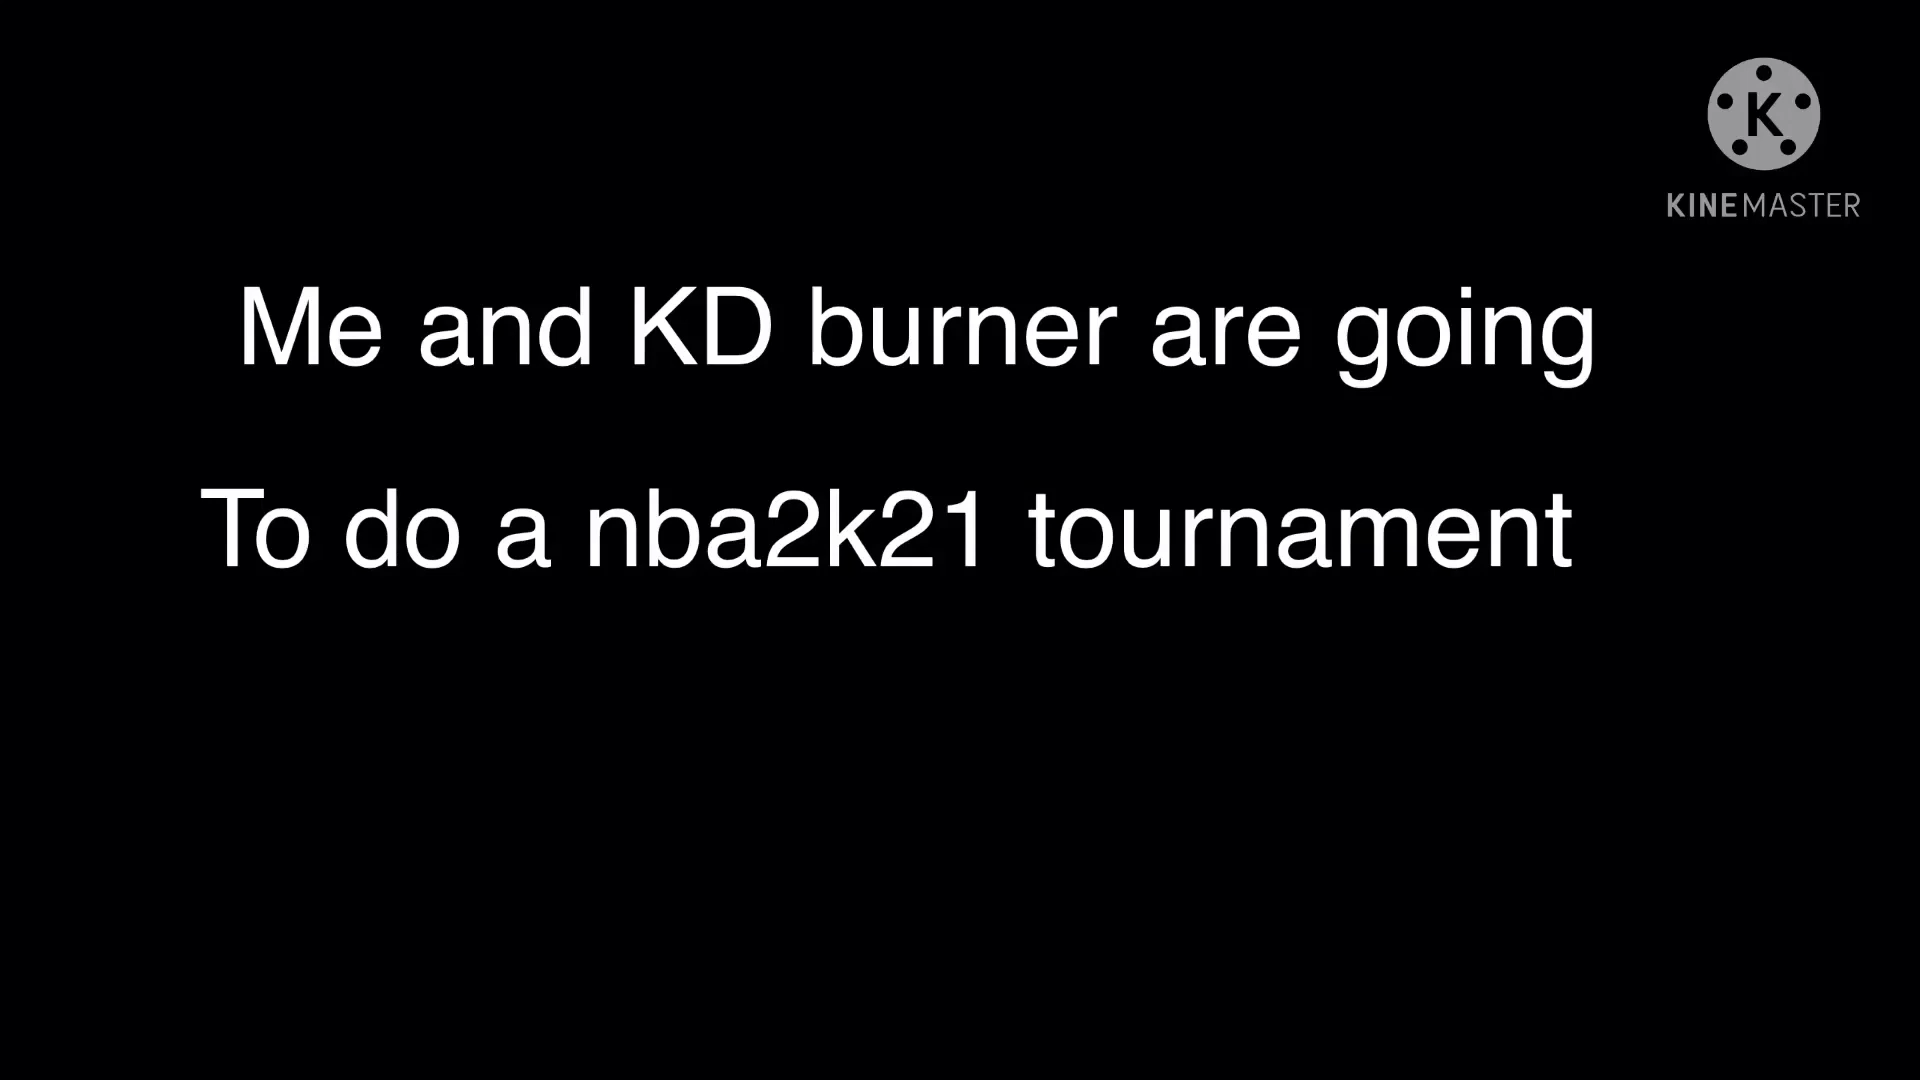 K
KINEMASTER
Me and KD burner are going
To do a nba2k21 tournament